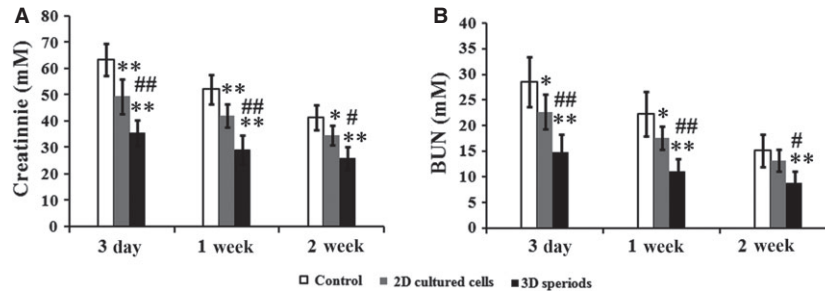 A
Creatinnie (mM)
80
70
60
50
40
30
20
10
0
**
##
**
**
##
**
*
#
**
3 day
1 week
2 week
B
BUN (mM)
40
35
30
25
20
15
10
5
0
*
##
**
*
##
**
#
**
3 day
1 week
2 week
Control
2D cultured cells
3D speriods